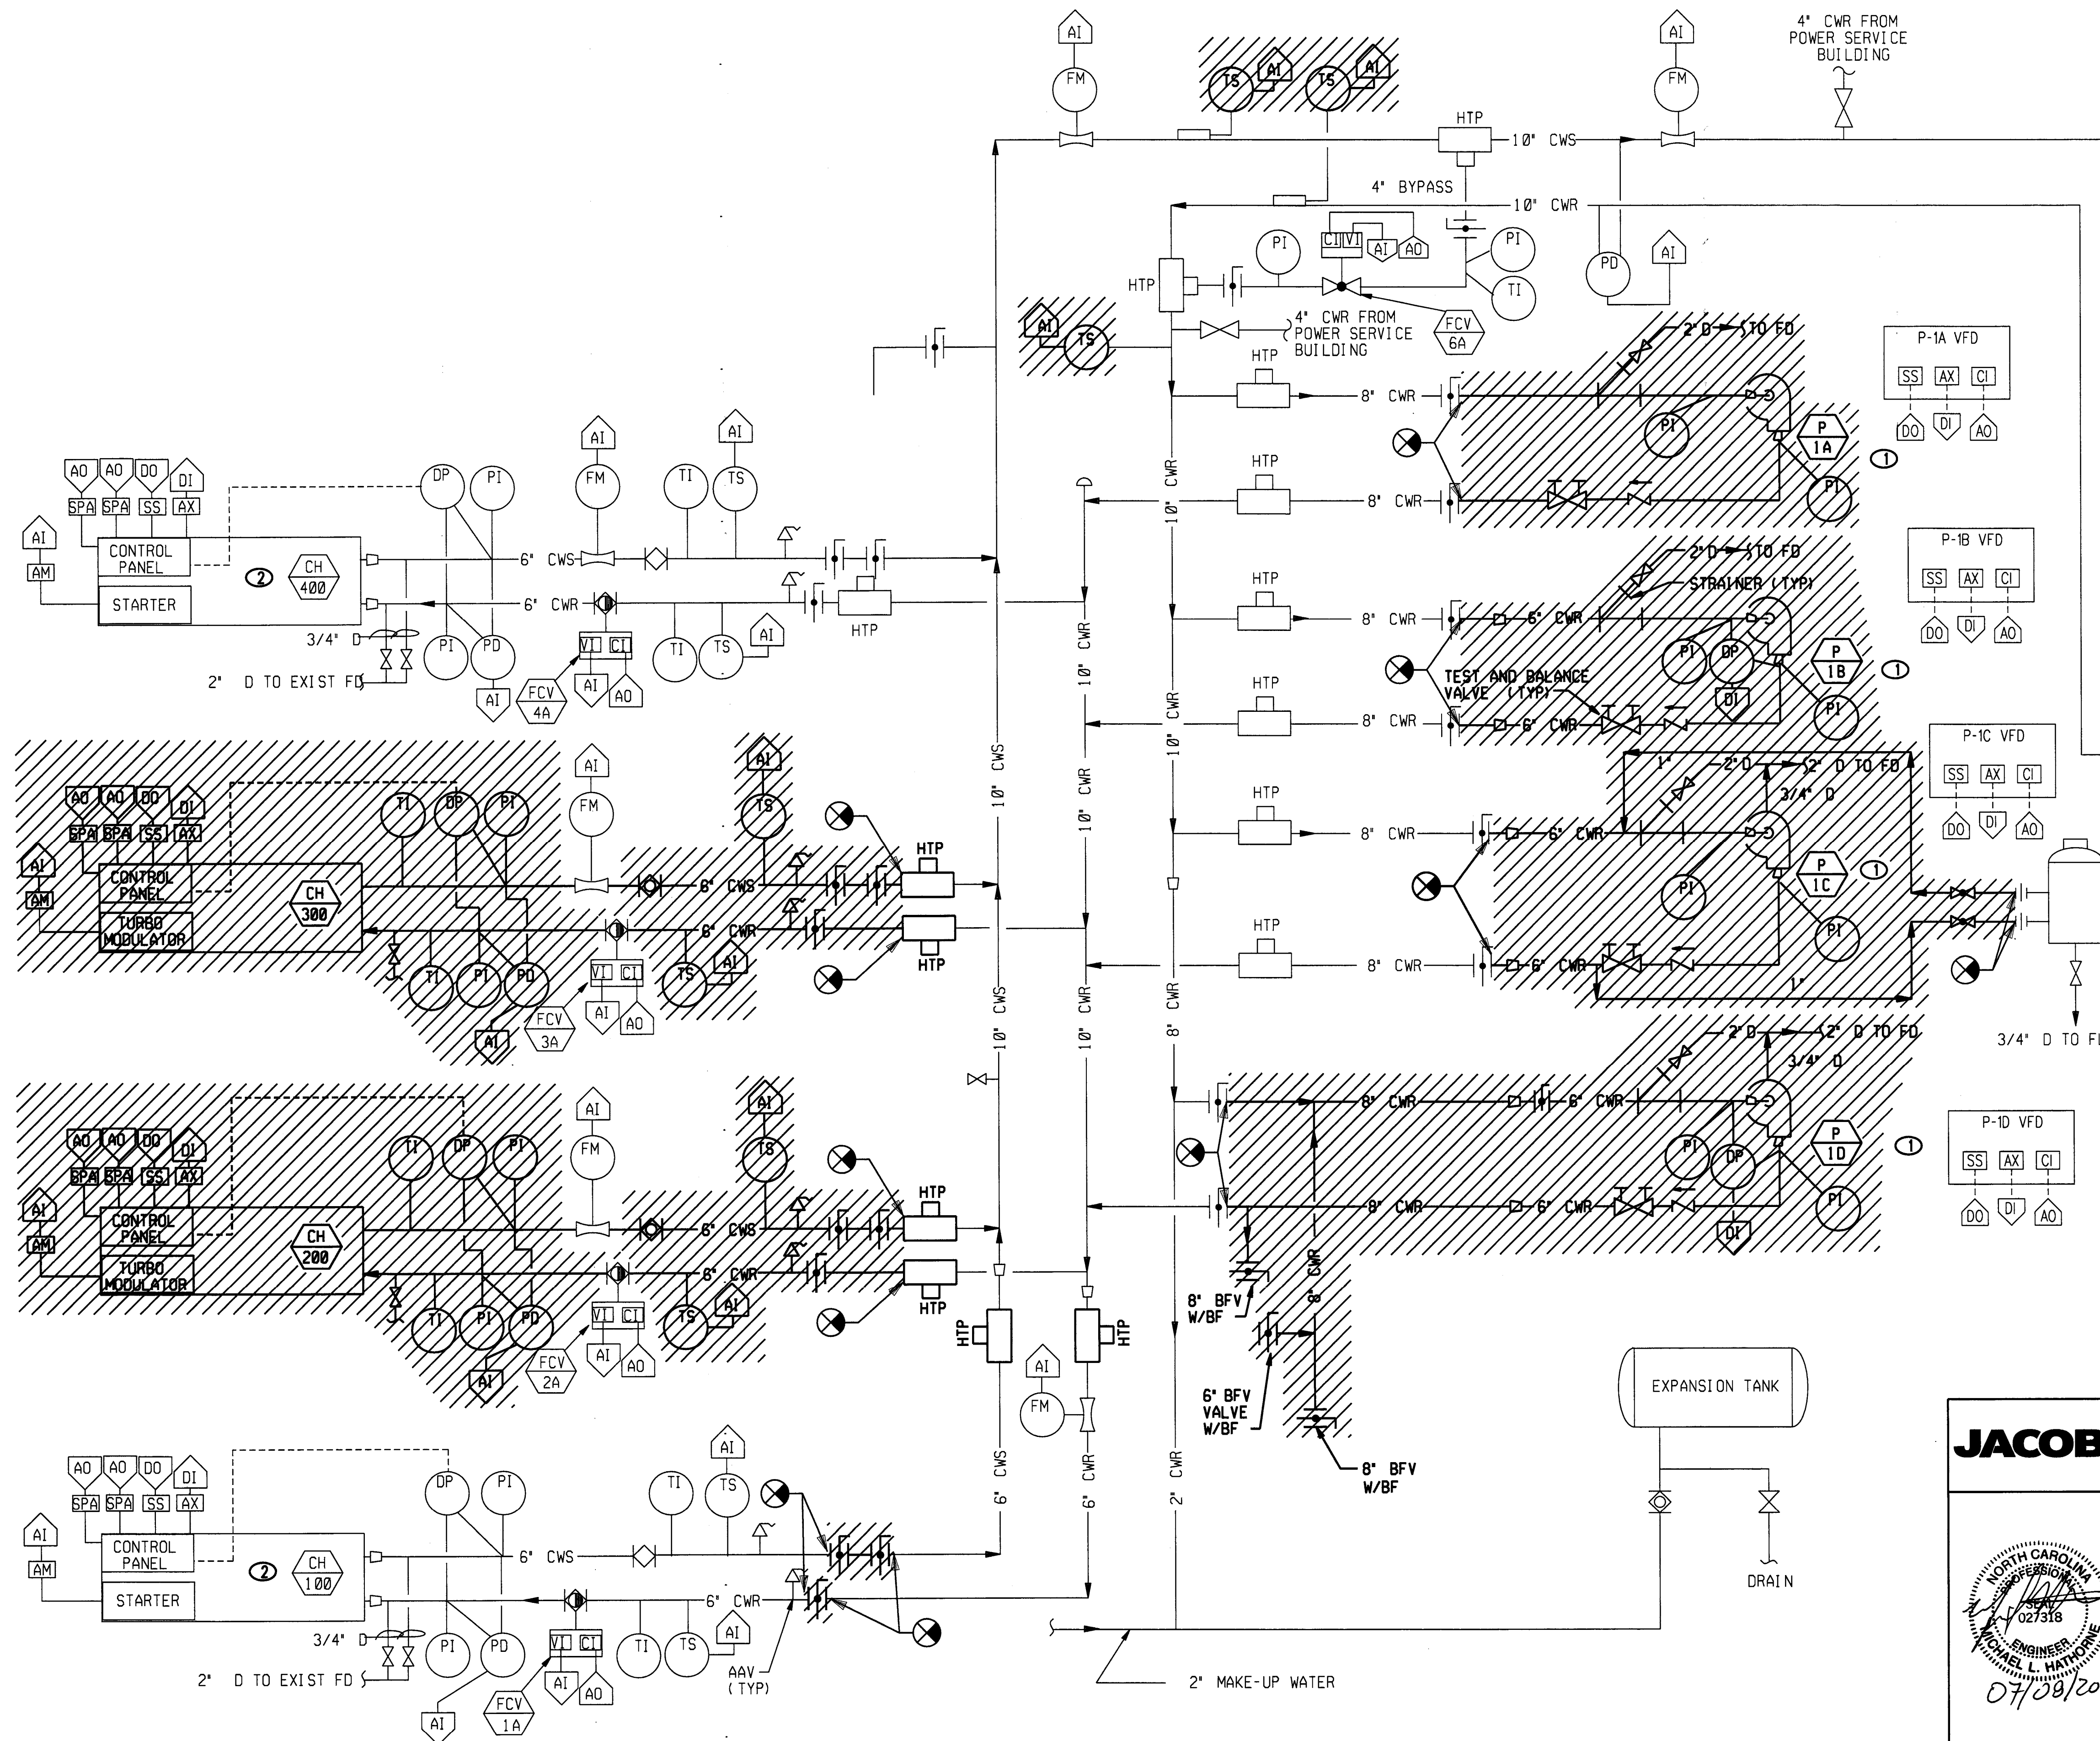 AI
FM
TS
AI
TS
AI
AI
FM
4" CWR FROM
POWER SERVICE
BUILDING
HTP
10" CWS
4" BYPASS
10" CWR
PI
CI
VI
AI
AO
PI
TI
PD
AI
HTP
AI
TS
4" CWR FROM
POWER SERVICE
BUILDING
FCV
6A
2" D
TO FD
HTP
8" CWR
PI
P
1A
1
P-1A VFD
SS
AX
CI
DO
DI
AO
10" CWR
HTP
8" CWR
PI
AO
AO
DO
DI
SPA
SPA
SS
AX
AI
AM
CONTROL
PANEL
STARTER
2
CH
400
DP
PI
AI
FM
TI
AI
TS
6" CWS
6" CWR
HTP
3/4" D
2" D TO EXIST FD
PI
PD
AI
VI
CI
AI
AO
FCV
4A
TI
TS
AI
10" CWR
10" CWR
HTP
8" CWR
6" CWR
2" D
TO FD
STRAINER (TYP)
PI
DP
DI
P
1B
1
P-1B VFD
SS
AX
CI
DO
DI
AO
TEST AND BALANCE
VALVE (TYP)
HTP
8" CWR
6" CWR
PI
AO
AO
DO
DI
SPA
SPA
SS
AX
AI
AM
CONTROL
PANEL
TURBO
MODULATOR
CH
300
TI
DP
PI
AI
FM
AI
TS
6" CWS
HTP
6" CWR
HTP
TI
PI
PD
AI
VI
CI
AI
AO
FCV
3A
TS
AI
10" CWS
10" CWR
10" CWR
HTP
8" CWR
6" CWR
1"
2" D
2" D TO FD
3/4" D
PI
P
1C
1
P-1C VFD
SS
AX
CI
DO
DI
AO
HTP
8" CWR
6" CWR
PI
1"
10" CWS
10" CWR
8" CWR
3/4" D TO
AO
AO
DO
DI
SPA
SPA
SS
AX
AI
AM
CONTROL
PANEL
TURBO
MODULATOR
CH
200
TI
DP
PI
AI
FM
AI
TS
6" CWS
HTP
6" CWR
HTP
TI
PI
PD
AI
VI
CI
AI
AO
FCV
2A
TS
AI
2" D
2" D TO FD
3/4" D
8" CWR
6" CWR
PI
DP
DI
P
1D
1
P-1D VFD
SS
AX
CI
DO
DI
AO
8" CWR
6" CWR
PI
8" CWR
8" BFV
W/BF
6" BFV
VALVE
W/BF
8" BFV
W/BF
HTP
HTP
AI
FM
6" CWS
6" CWR
2" CWR
EXPANSION TANK
DRAIN
AO
AO
DO
DI
SPA
SPA
SS
AX
AI
AM
CONTROL
PANEL
STARTER
2
CH
100
DP
PI
TI
AI
TS
6" CWS
6" CWR
3/4" D
2" D TO EXIST FD
PI
PD
AI
VI
CI
AI
AO
FCV
1A
TI
TS
AI
AAV
(TYP)
2" MAKE-UP WATER
JACOB
NORTH CAROLINA
PROFESSIONAL
SEAL
027318
ENGINEER
MICHAEL L. HATHORNE
07/08/20